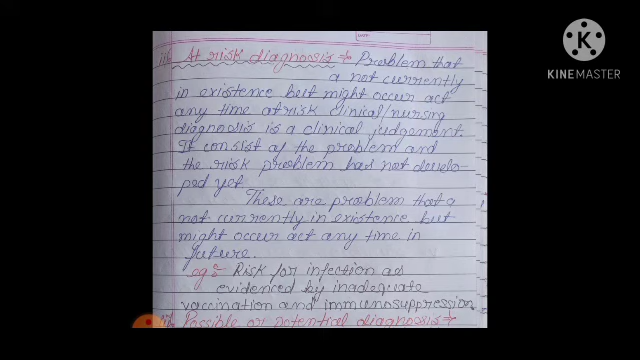 DATE
K
KINEMASTER
iii. At risk diagnosis :- Problem that
a not currently
in existence but might occur act
any time at risk clinical/nursing
diagnosis is a clinical judgement.
It consist of the problem and
the risk problem has not develo-
ped yet
These are problem that a
not currently in existence but
might occur act any time in
future.
eg: Risk for infection as
evidenced by inadequate
vaccination and immunosuppression
Possible or potential diagnosis :-